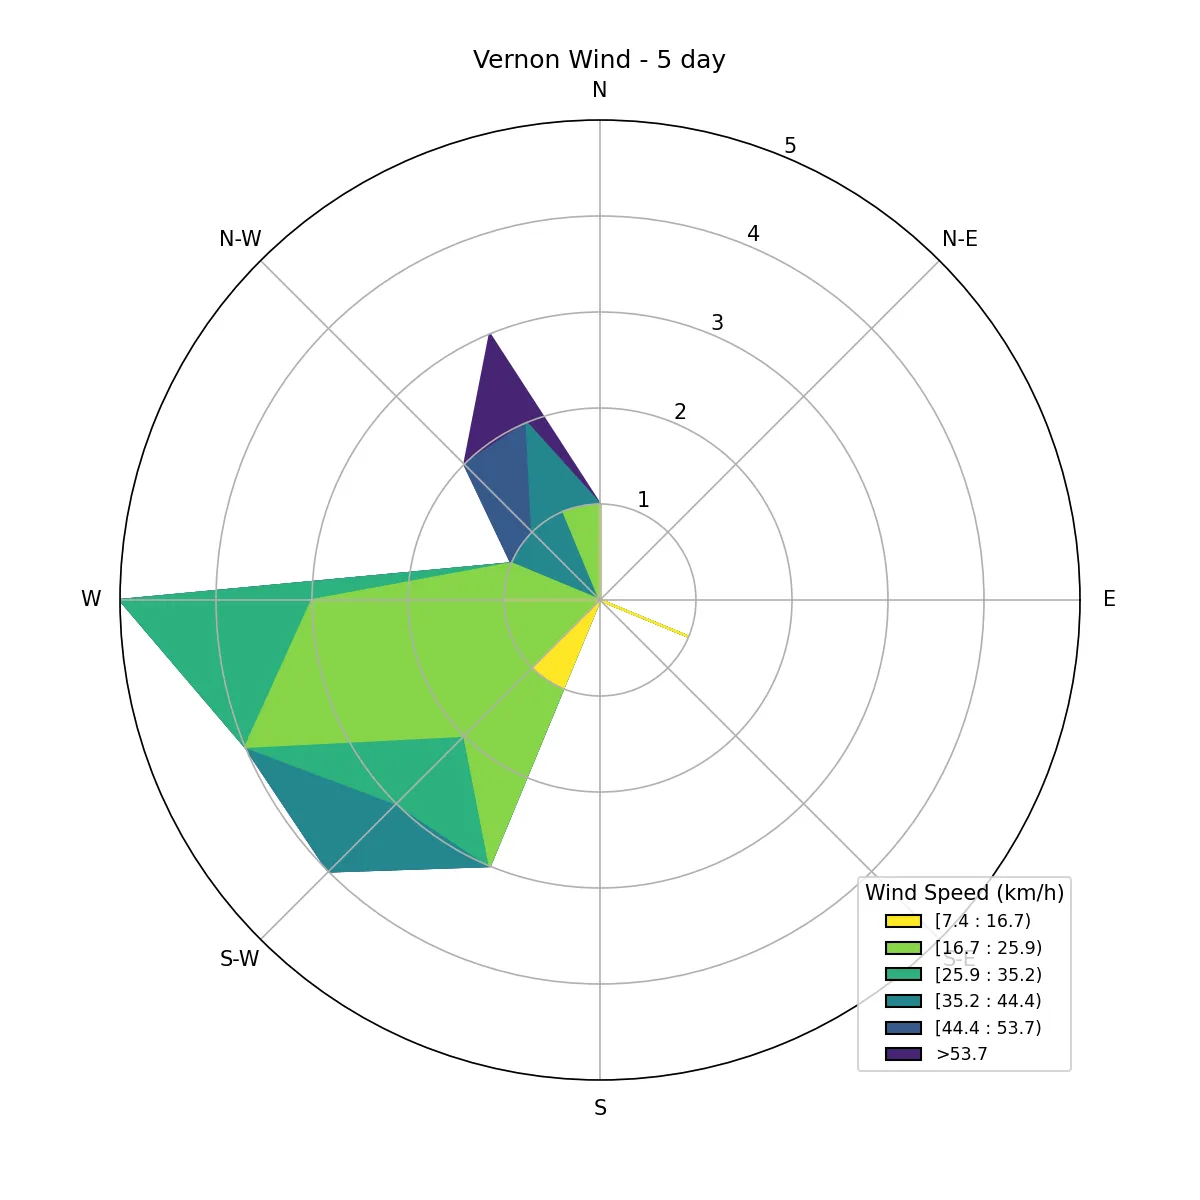 Vernon Wind - 5 day
N
5
N-W
4
N-E
3
2
1
W
E
S-W
S-E
S
Wind Speed (km/h)
[7.4 : 16.7)
[16.7 : 25.9)
[25.9 : 35.2)
[35.2 : 44.4)
[44.4 : 53.7)
>53.7